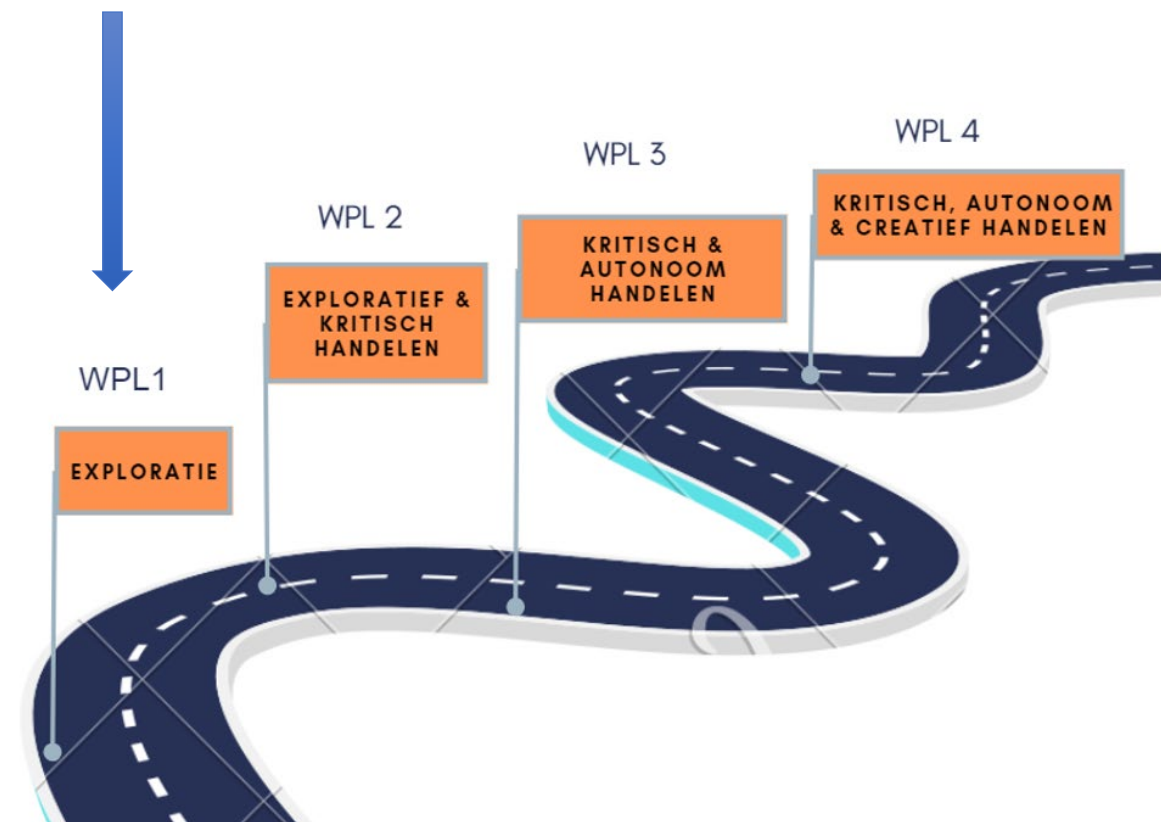 WPL1
EXPLORATIE
WPL 2
EXPLORATIEF &
KRITISCH
HANDELEN
WPL 3
KRITISCH &
AUTONOOM
HANDELEN
WPL 4
KRITISCH, AUTONOOM
& CREATIEF HANDELEN